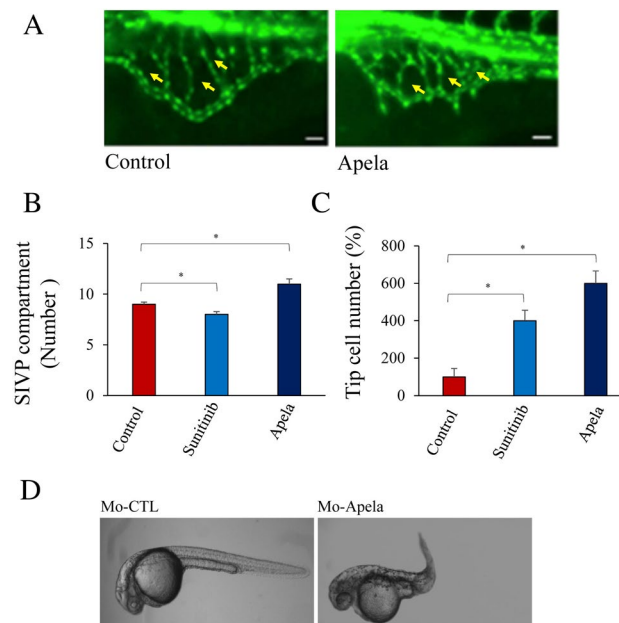 A
Control
Apela
B
SIVP compartment
(Number )
15
10
5
0
*
*
Control
Sunitinib
Apela
C
Tip cell number (%)
800
600
400
200
0
*
*
Control
Sunitinib
Apela
D
Mo-CTL
Mo-Apela